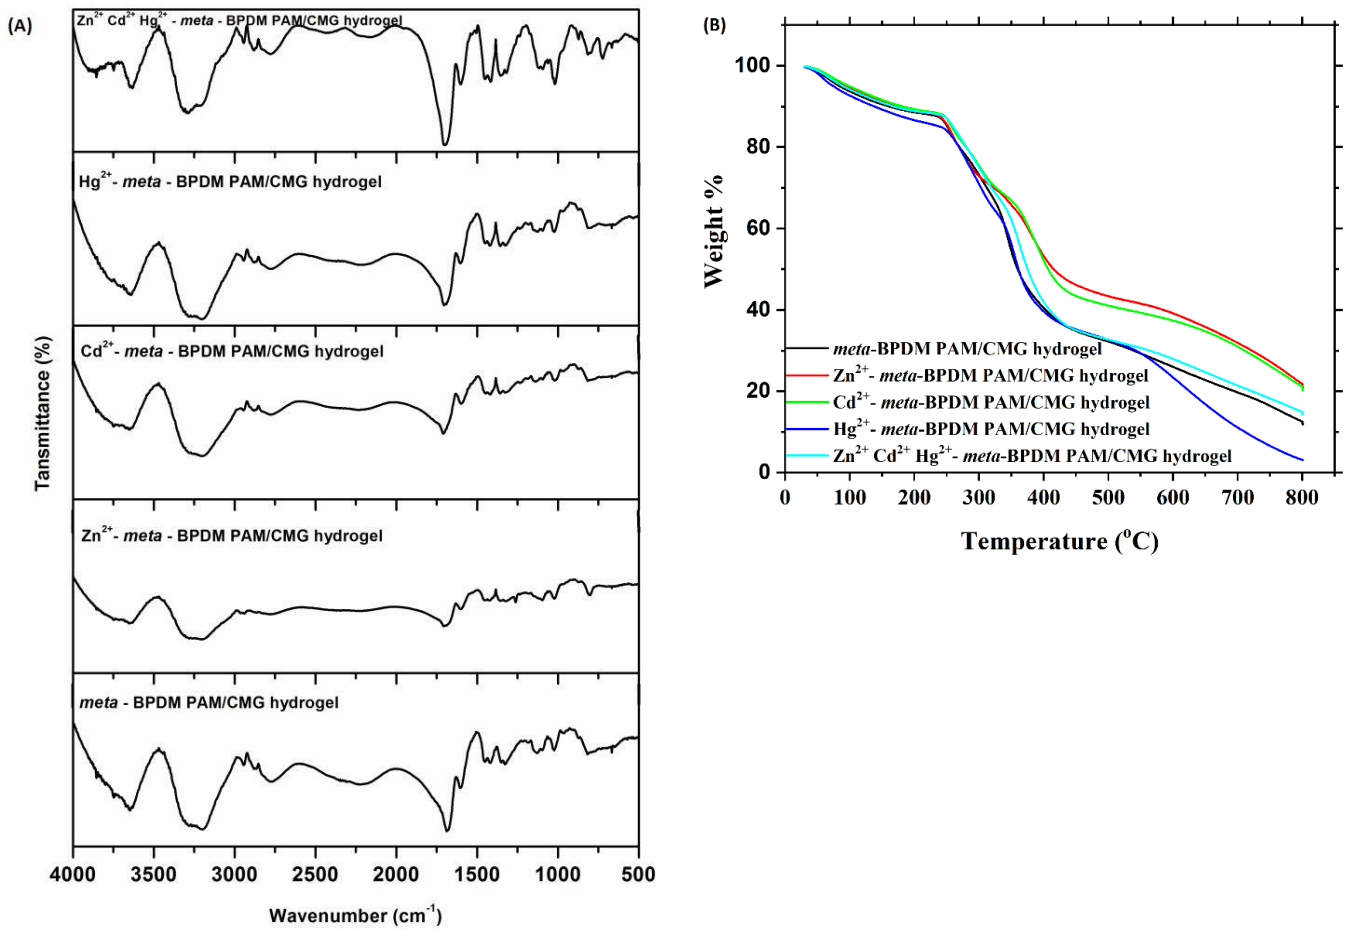 (A)
Zn²⁺ Cd²⁺ Hg²⁺ - meta - BPDM PAM/CMG hydrogel
Hg²⁺- meta - BPDM PAM/CMG hydrogel
Cd²⁺- meta - BPDM PAM/CMG hydrogel
Zn²⁺- meta - BPDM PAM/CMG hydrogel
meta - BPDM PAM/CMG hydrogel
Tansmittance (%)
4000 3500 3000 2500 2000 1500 1000 500
Wavenumber (cm⁻¹)
(B)
100
80
60
40
20
0
Weight %
meta-BPDM PAM/CMG hydrogel
Zn²⁺- meta-BPDM PAM/CMG hydrogel
Cd²⁺- meta-BPDM PAM/CMG hydrogel
Hg²⁺- meta-BPDM PAM/CMG hydrogel
Zn²⁺ Cd²⁺ Hg²⁺- meta-BPDM PAM/CMG hydrogel
0 100 200 300 400 500 600 700 800
Temperature (°C)